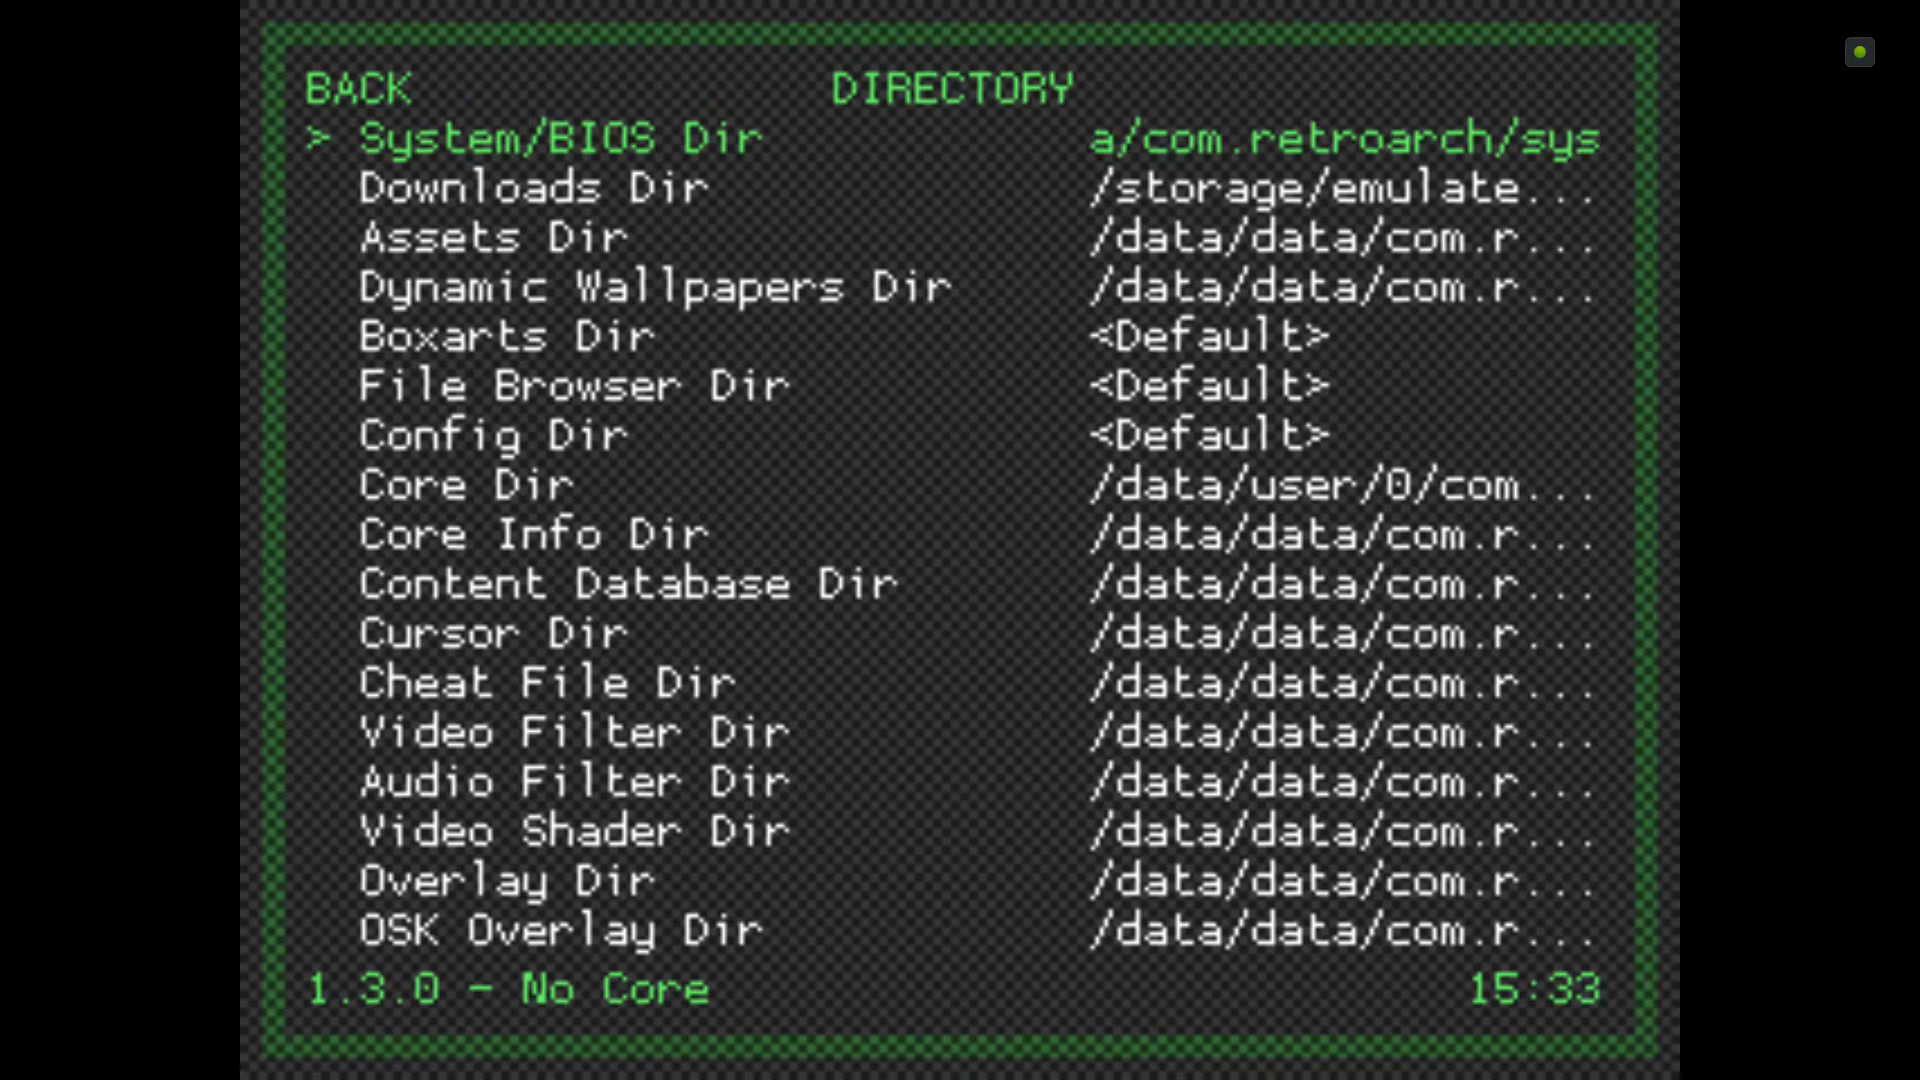 BACK DIRECTORY
> System/BIOS Dir a/com.retroarch/sys
Downloads Dir /storage/emulate...
Assets Dir /data/data/com.r...
Dynamic Wallpapers Dir /data/data/com.r...
Boxarts Dir <Default>
File Browser Dir <Default>
Config Dir <Default>
Core Dir /data/user/0/com...
Core Info Dir /data/data/com.r...
Content Database Dir /data/data/com.r...
Cursor Dir /data/data/com.r...
Cheat File Dir /data/data/com.r...
Video Filter Dir /data/data/com.r...
Audio Filter Dir /data/data/com.r...
Video Shader Dir /data/data/com.r...
Overlay Dir /data/data/com.r...
OSK Overlay Dir /data/data/com.r...
1.3.0 - No Core 15:33